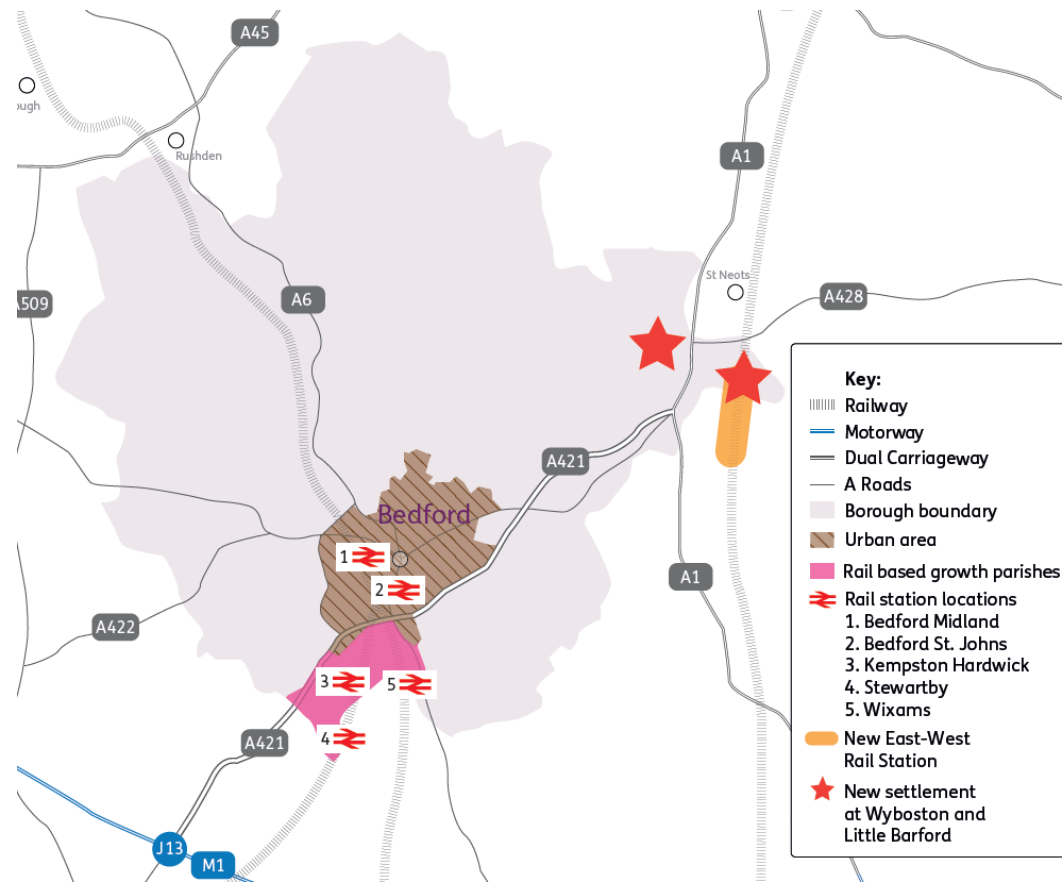 A45
ough
Rushden
A1
St Neots
A509
A6
A428
A421
Bedford
1
2
A1
A422
3
5
4
A421
J13
M1
Key:
Railway
Motorway
Dual Carriageway
A Roads
Borough boundary
Urban area
Rail based growth parishes
Rail station locations
1. Bedford Midland
2. Bedford St. Johns
3. Kempston Hardwick
4. Stewartby
5. Wixams
New East-West
Rail Station
New settlement
at Wyboston and
Little Barford